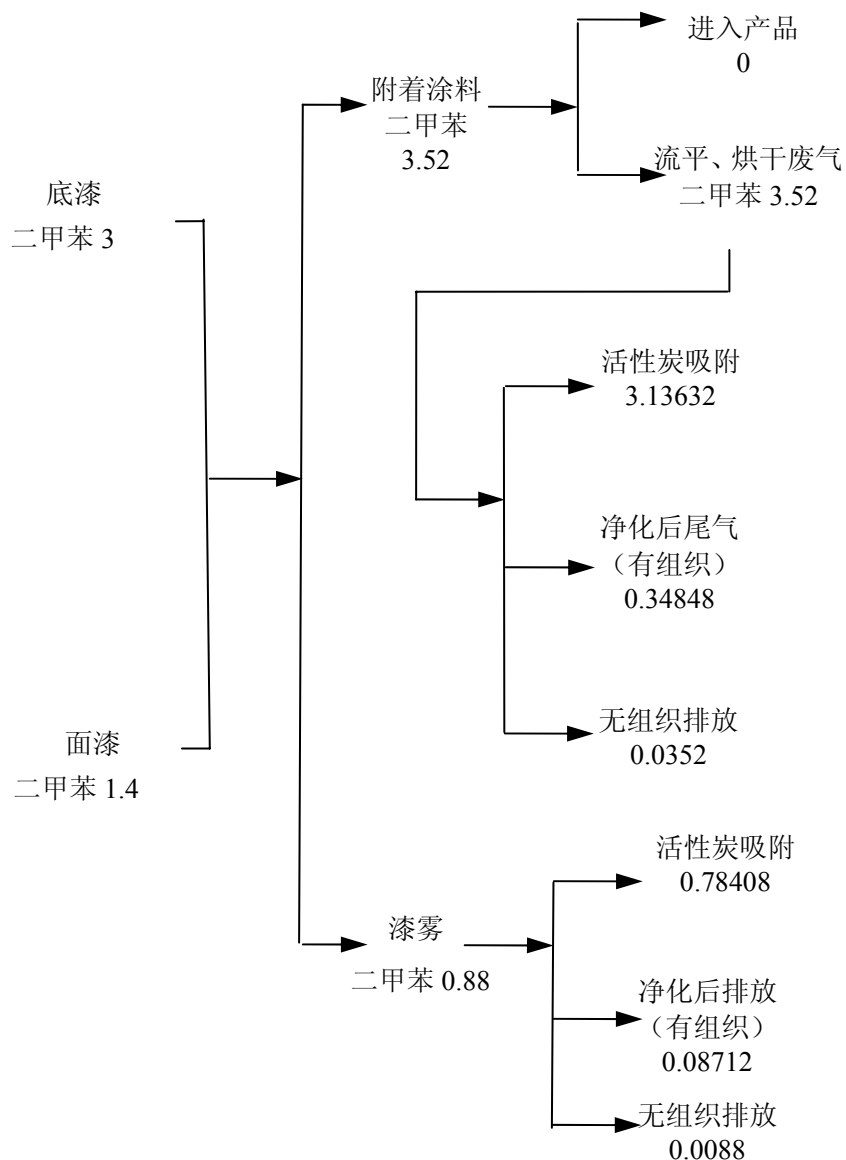 进入产品
0
附着涂料
二甲苯
3.52
流平、烘干废气
二甲苯 3.52
底漆
二甲苯 3
活性炭吸附
3.13632
净化后尾气
（有组织）
0.34848
无组织排放
0.0352
面漆
二甲苯 1.4
活性炭吸附
0.78408
漆雾
二甲苯 0.88
净化后排放
（有组织）
0.08712
无组织排放
0.0088